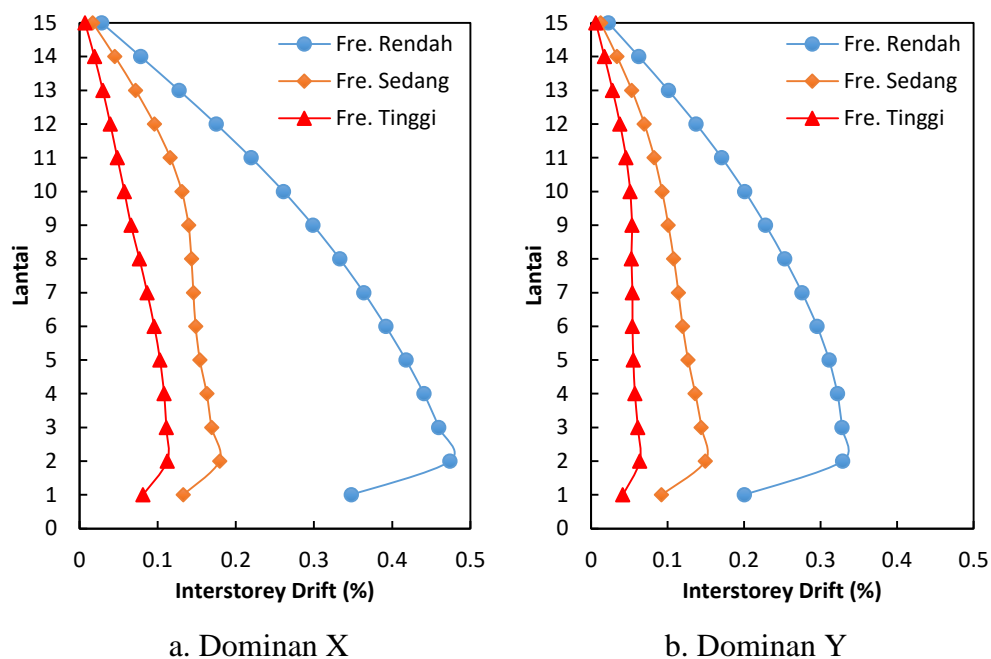 15
14
13
12
11
10
9
8
7
6
5
4
3
2
1
0
Lantai
Fre. Rendah
Fre. Sedang
Fre. Tinggi
0 0.1 0.2 0.3 0.4 0.5
Interstorey Drift (%)
a. Dominan X
15
14
13
12
11
10
9
8
7
6
5
4
3
2
1
0
Lantai
Fre. Rendah
Fre. Sedang
Fre. Tinggi
0 0.1 0.2 0.3 0.4 0.5
Interstorey Drift (%)
b. Dominan Y